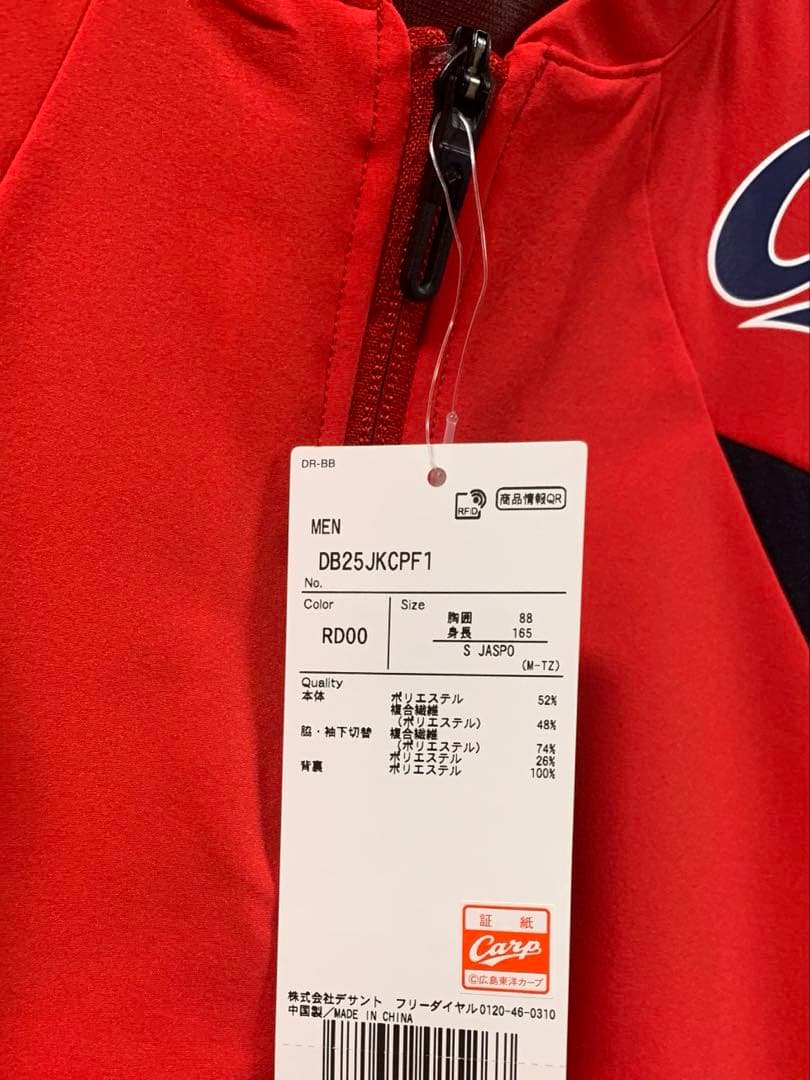 DR-BB
RFID
商品情報QR
MEN
DB25JKCPF1
No.
Color
RD00
Size
胸囲 88
身長 165
S JASPO
(M-TZ)
Quality
本体 ポリエステル 52%
複合繊維
(ポリエステル) 48%
脇・袖下切替 複合繊維
(ポリエステル) 74%
ポリエステル 26%
背裏 ポリエステル 100%
証 紙
Carp
©広島東洋カープ
株式会社デサント フリーダイヤル0120-46-0310
中国製/MADE IN CHINA